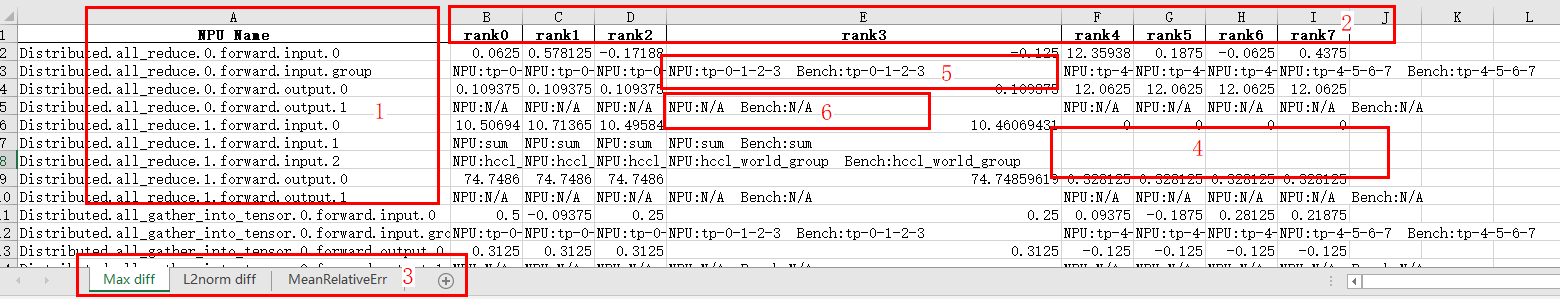 A B C D E F G H I J K L
1 NPU Name rank0 rank1 rank2 rank3 rank4 rank5 rank6 rank7 2
2 Distributed.all_reduce.0.forward.input.0 0.0625 0.578125 -0.17188 -0.125 12.35938 0.1875 -0.0625 0.4375
3 Distributed.all_reduce.0.forward.input.group NPU:tp-0- NPU:tp-0- NPU:tp-0- NPU:tp-0-1-2-3 Bench:tp-0-1-2-3 5 NPU:tp-4- NPU:tp-4- NPU:tp-4- NPU:tp-4-5-6-7 Bench:tp-4-5-6-7
4 Distributed.all_reduce.0.forward.output.0 0.109375 0.109375 0.109375 0.109375 12.0625 12.0625 12.0625 12.0625
5 Distributed.all_reduce.0.forward.output.1 1 NPU:N/A NPU:N/A NPU:N/A NPU:N/A Bench:N/A 6 NPU:N/A NPU:N/A NPU:N/A NPU:N/A Bench:N/A
6 Distributed.all_reduce.1.forward.input.0 10.50694 10.71365 10.49584 10.46069431 0 0 0 0
7 Distributed.all_reduce.1.forward.input.1 NPU:sum NPU:sum NPU:sum NPU:sum Bench:sum 4
8 Distributed.all_reduce.1.forward.input.2 NPU:hccl_ NPU:hccl_ NPU:hccl_ NPU:hccl_world_group Bench:hccl_world_group
9 Distributed.all_reduce.1.forward.output.0 74.7486 74.7486 74.7486 74.74859619 0.328125 0.328125 0.328125 0.328125
10 Distributed.all_reduce.1.forward.output.1 NPU:N/A NPU:N/A NPU:N/A NPU:N/A Bench:N/A NPU:N/A NPU:N/A NPU:N/A NPU:N/A Bench:N/A
11 Distributed.all_gather_into_tensor.0.forward.input.0 0.5 -0.09375 0.25 0.25 0.09375 -0.1875 0.28125 0.21875
12 Distributed.all_gather_into_tensor.0.forward.input.gro NPU:tp-0- NPU:tp-0- NPU:tp-0- NPU:tp-0-1-2-3 Bench:tp-0-1-2-3 NPU:tp-4- NPU:tp-4- NPU:tp-4- NPU:tp-4-5-6-7 Bench:tp-4-5-6-7
13 Distributed.all_gather_into_tensor.0.forward.output.0 0.3125 0.3125 0.3125 0.3125 -0.125 -0.125 -0.125 -0.125
Max diff L2norm diff MeanRelativeErr 3